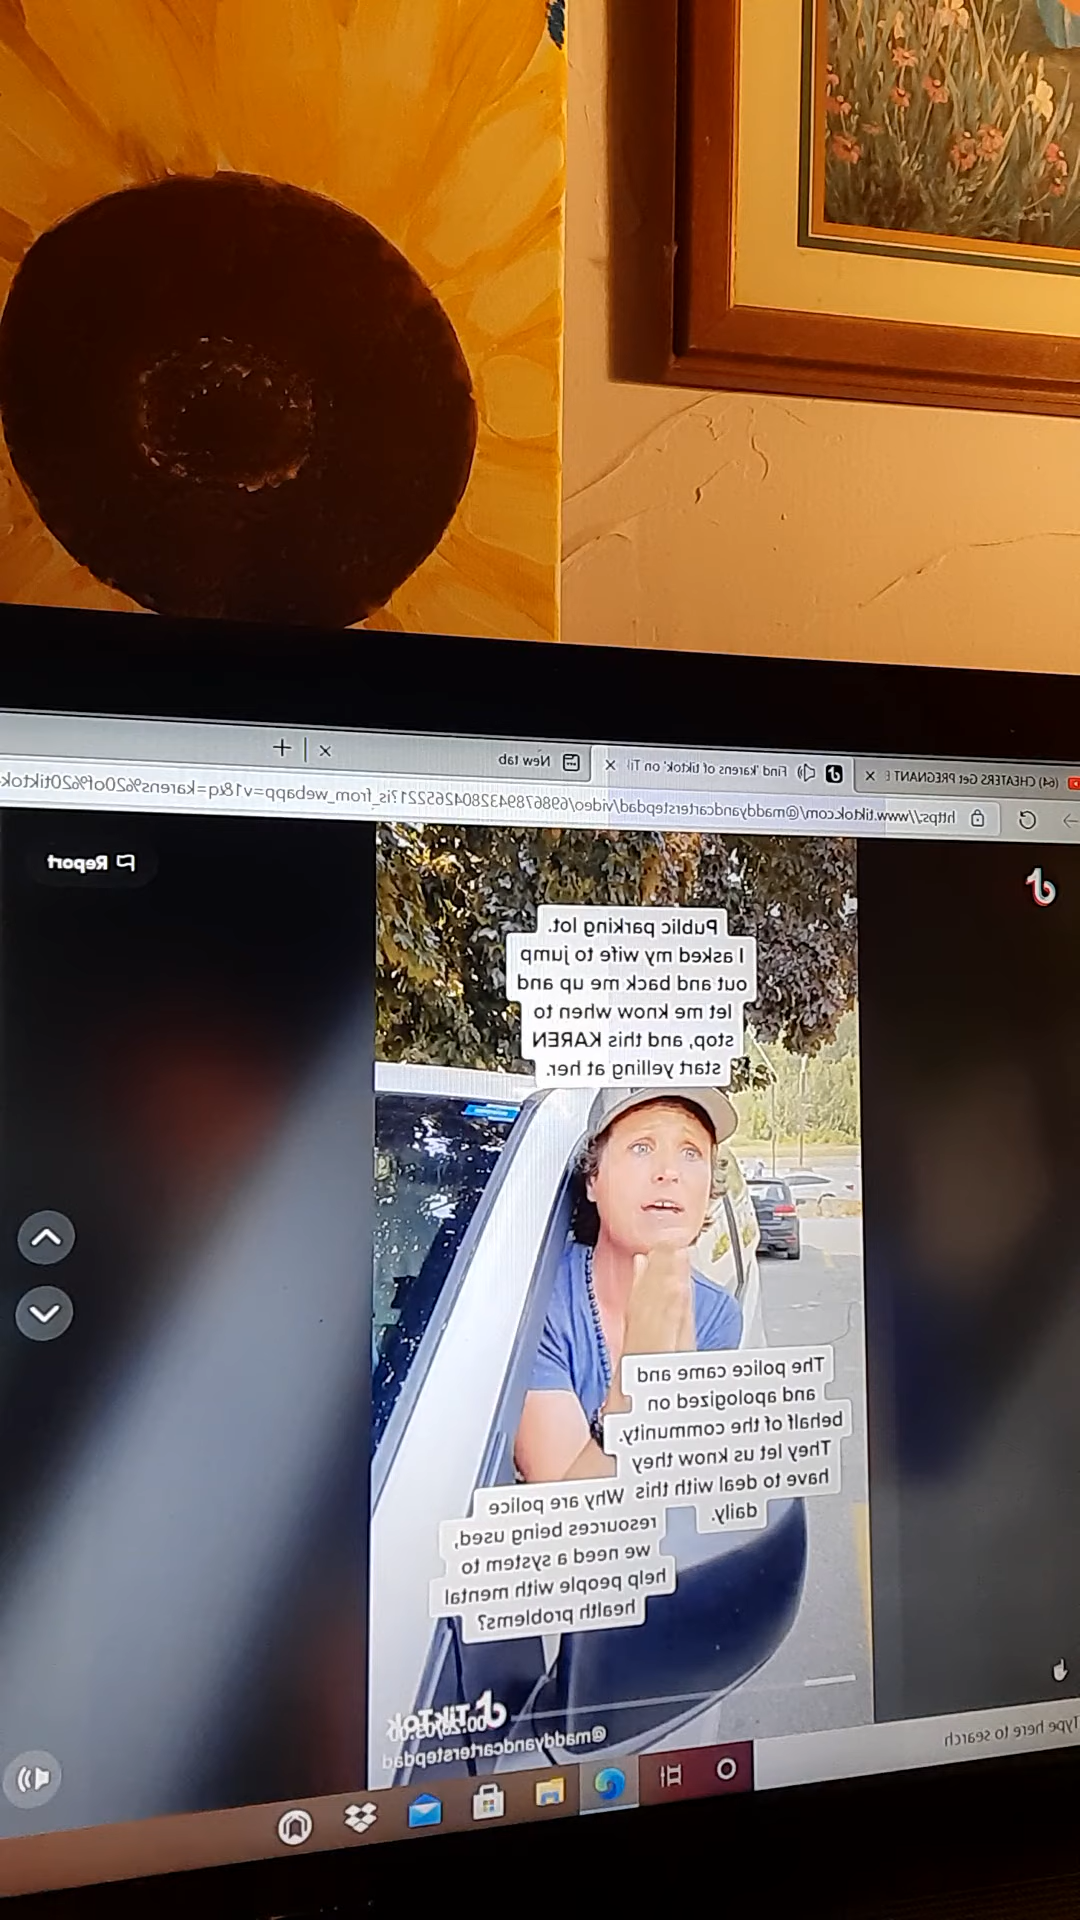 (64) CHEATERS Get PREGNANT E
Find 'karens of tiktok' on Ti
New tab
https://www.tiktok.com/@maddyandcarterstepdad/video/6986789432804265221?is_from_webapp=v1&q=karens%20of%20tiktok
Report
Public parking lot.
I asked my wife to jump
out and back me up and
let me know when to
stop, and this KAREN
start yelling at her.
The police came and
and apologized on
behalf of the community.
They let us know they
have to deal with this
daily.
Why are police
resources being used,
we need a system to
help people with mental
health problems?
TikTok
@maddyandcarterstepdad
Type here to search